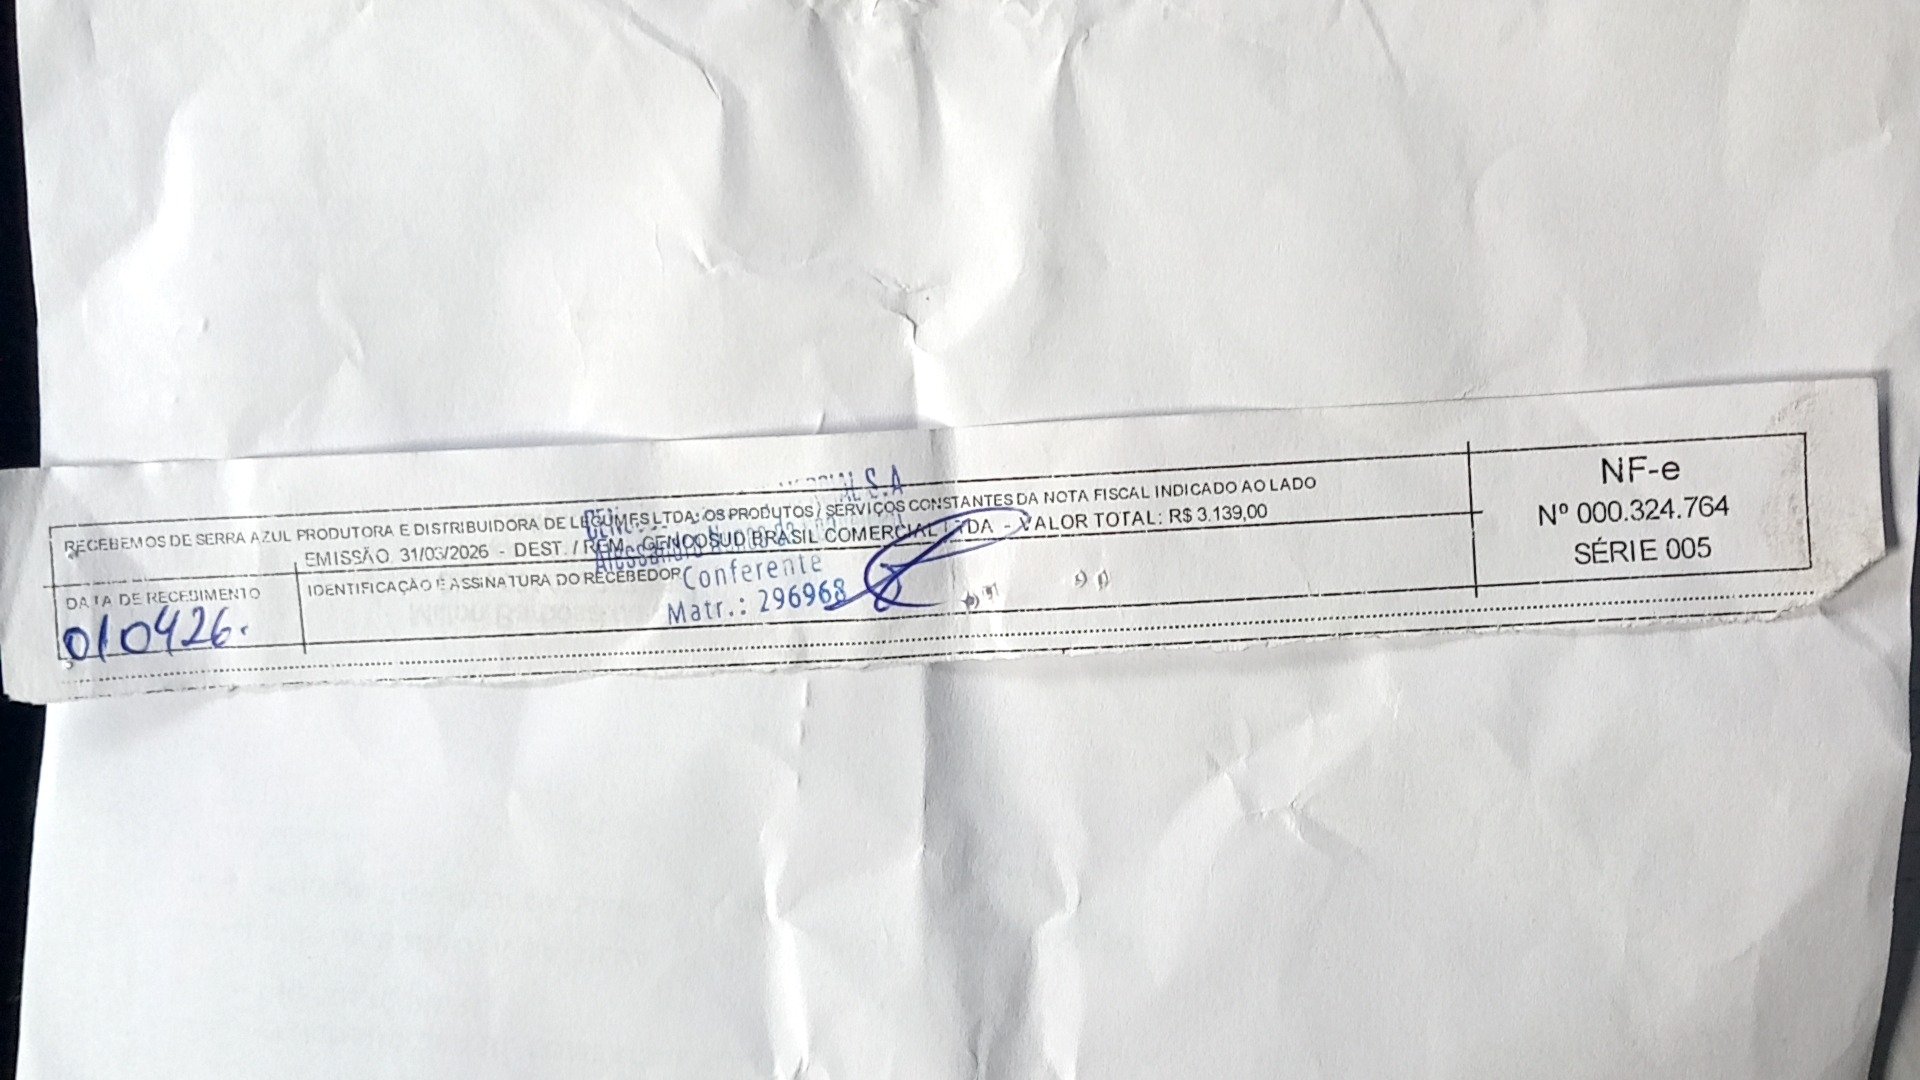 S.A
RECEBEMOS DE SERRA AZUL PRODUTORA E DISTRIBUIDORA DE LEGUMES LTDA. OS PRODUTOS / SERVIÇOS CONSTANTES DA NOTA FISCAL INDICADO AO LADO
EMISSÃO 31/03/2026 - DEST. / REM. BRASIL COMERCIAL LTDA - VALOR TOTAL: R$ 3.139,00
NF-e
Nº 000.324.764
SÉRIE 005
DATA DE RECEBIMENTO
010426.
IDENTIFICAÇÃO E ASSINATURA DO RECEBEDOR
Conferente
Matr.: 296968